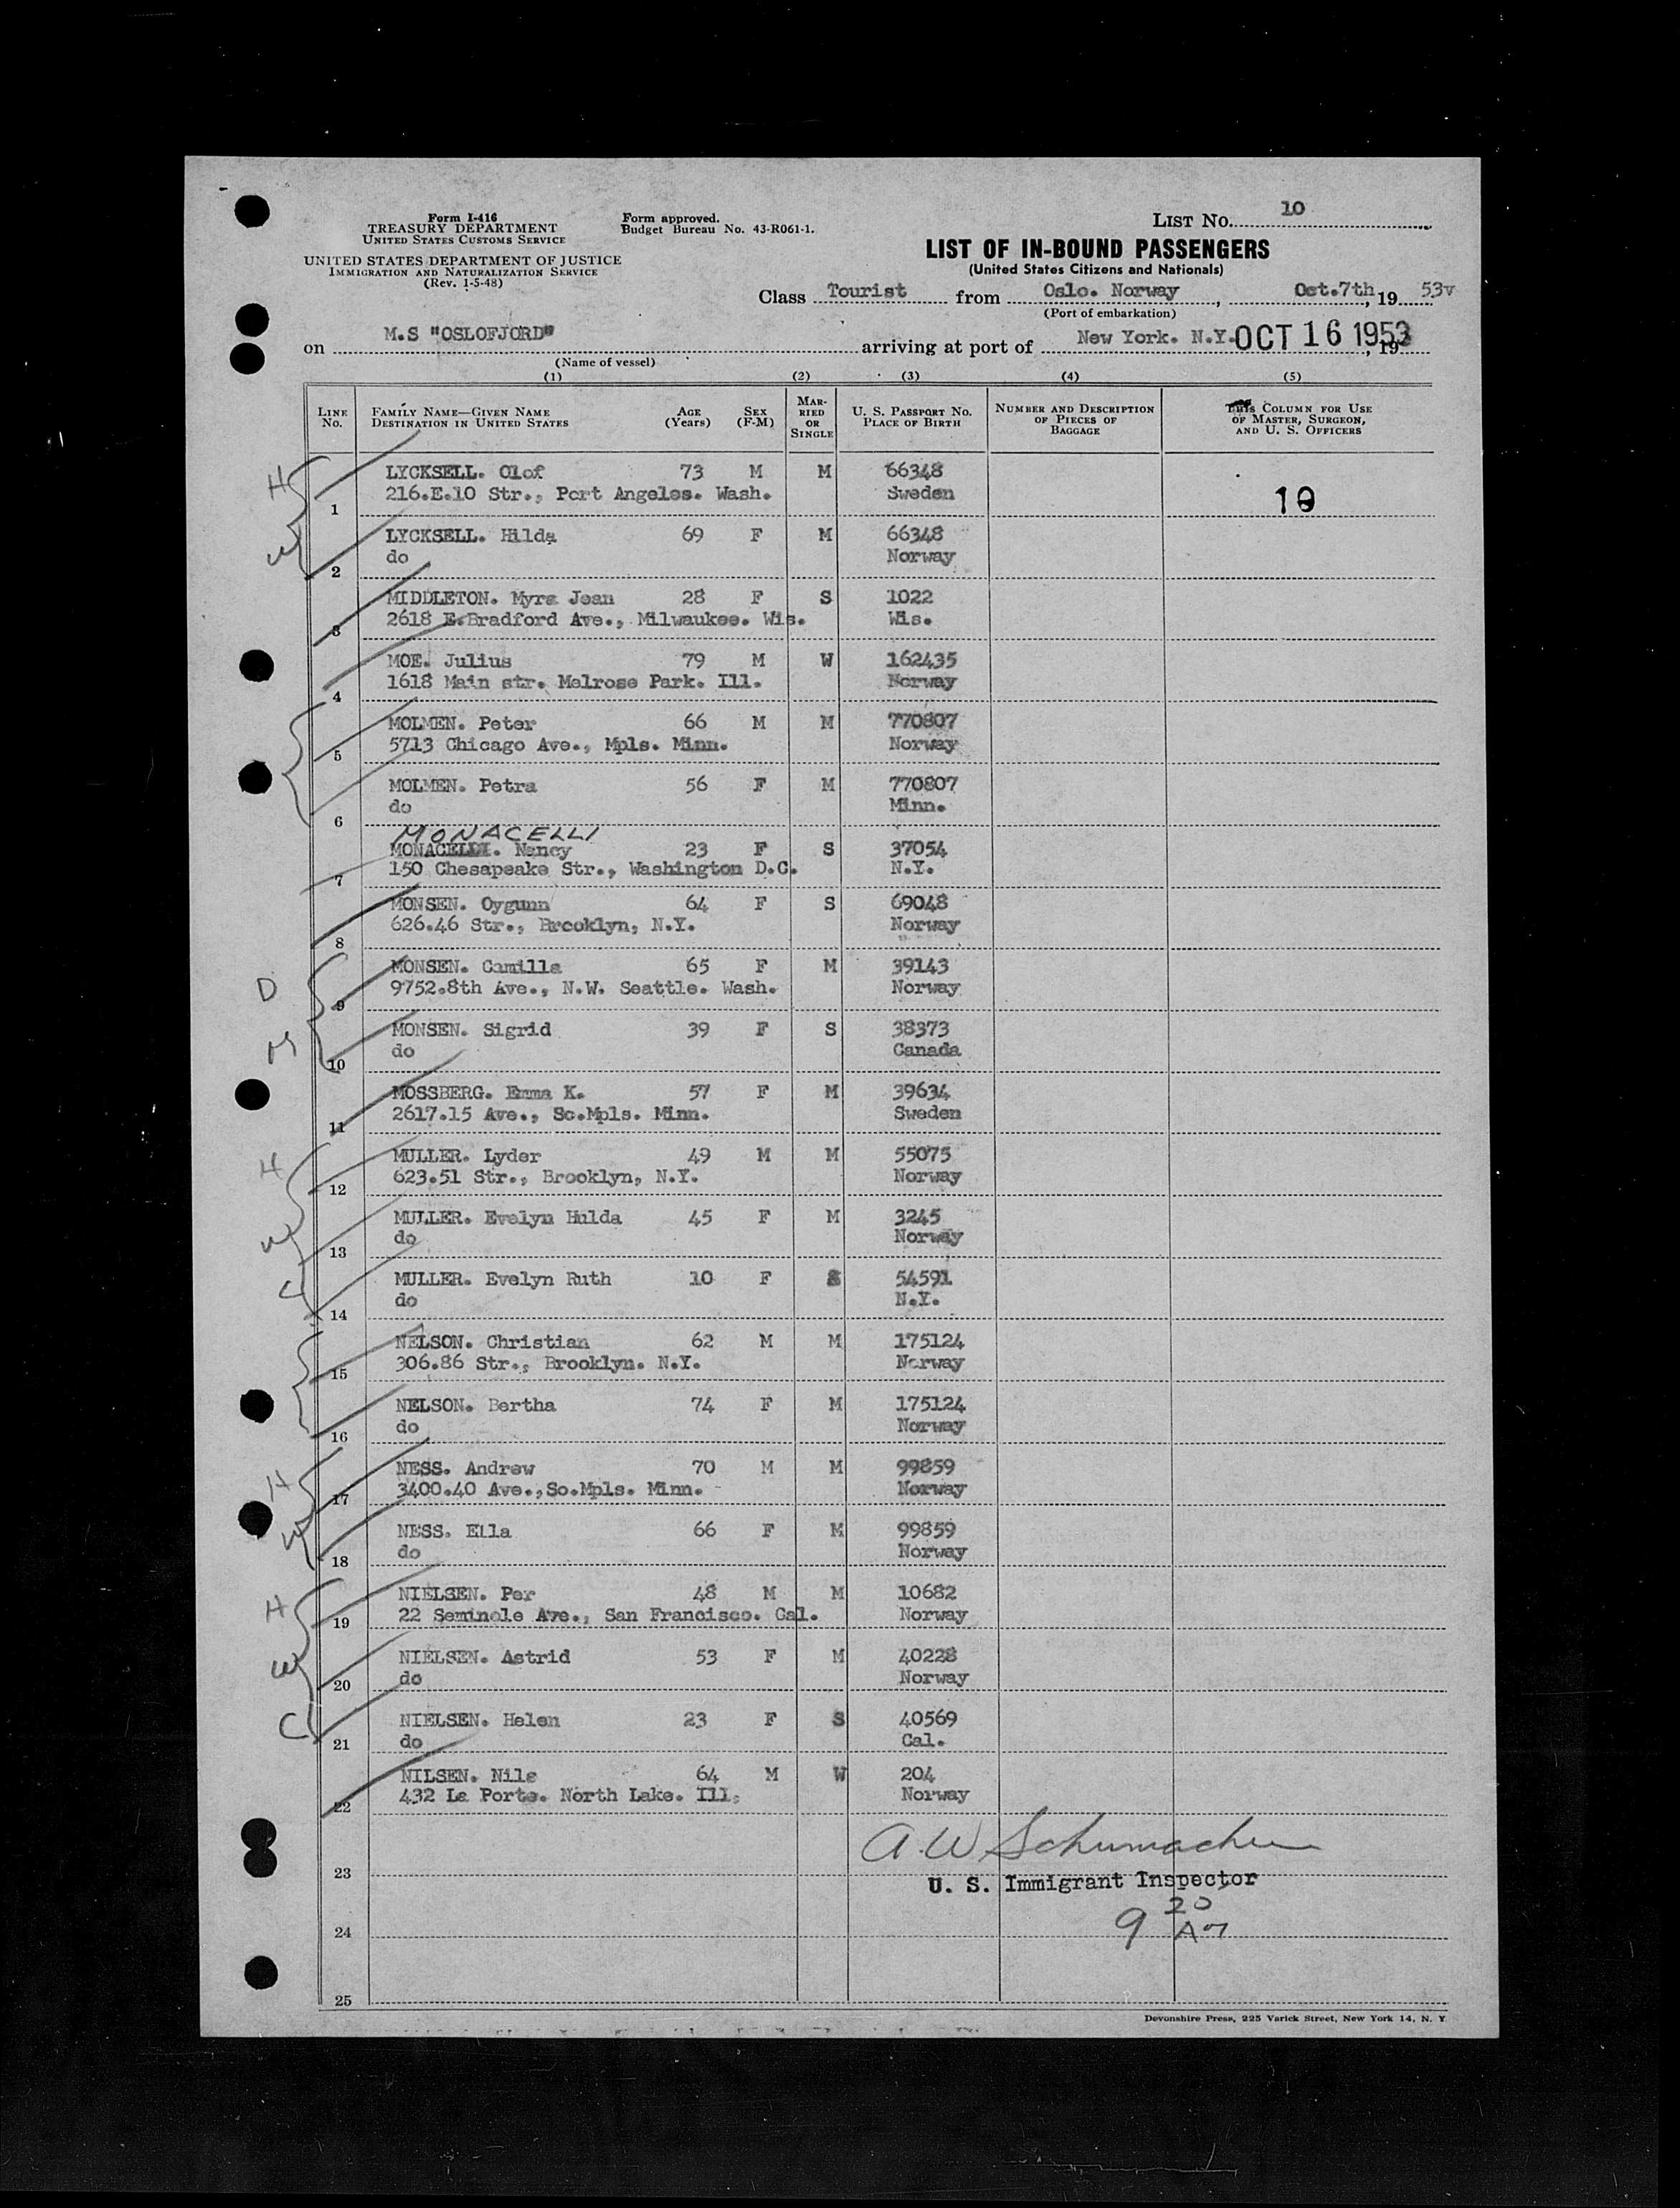 Form I-416
TREASURY DEPARTMENT
UNITED STATES CUSTOMS SERVICE
UNITED STATES DEPARTMENT OF JUSTICE
IMMIGRATION AND NATURALIZATION SERVICE
(Rev. 1-5-48)
Form approved.
Budget Bureau No. 43-R061-1.
LIST NO. 10
LIST OF IN-BOUND PASSENGERS
(United States Citizens and Nationals)
Class Tourist from Oslo. Norway, Oct.7th, 19 53
(Port of embarkation)
on M.S "OSLOFJORD" arriving at port of New York. N.Y. OCT 16 1953, 19
(Name of vessel)
(1) (2) (3) (4) (5)
LINE NO. FAMILY NAME—GIVEN NAME DESTINATION IN UNITED STATES AGE (Years) SEX (F-M) MARRIED OR SINGLE U. S. PASSPORT NO. PLACE OF BIRTH NUMBER AND DESCRIPTION OF PIECES OF BAGGAGE THIS COLUMN FOR USE OF MASTER, SURGEON, AND U. S. OFFICERS
H LYCKSELL. Olof 73 M M 66348
1 216.E.10 Str., Port Angeles. Wash. Sweden 10
W LYCKSELL. Hilda 69 F M 66348
2 do Norway
MIDDLETON. Myra Jean 28 F S 1022
3 2618 E.Bradford Ave., Milwaukee. Wis. Wis.
MOE. Julius 79 M W 162435
4 1618 Main str. Melrose Park. Ill. Norway
MOLMEN. Peter 66 M M 770807
5 5713 Chicago Ave., Mpls. Minn. Norway
MOLMEN. Petra 56 F M 770807
6 do Minn.
MONACELLI
MONACELLI. Nancy 23 F S 37054
7 150 Chesapeake Str., Washington D.C. N.Y.
MONSEN. Oygunn 64 F S 69048
8 626.46 Str., Brooklyn, N.Y. Norway
D MONSEN. Camilla 65 F M 39143
9 9752.8th Ave., N.W. Seattle. Wash. Norway
M MONSEN. Sigrid 39 F S 38373
10 do Canada
MOSSBERG. Emma K. 57 F M 39634
11 2617.15 Ave., So.Mpls. Minn. Sweden
H MULLER. Lyder 49 M M 55075
12 623.51 Str., Brooklyn, N.Y. Norway
W MULLER. Evelyn Hulda 45 F M 3245
13 do Norway
C MULLER. Evelyn Ruth 10 F S 54591
14 do N.Y.
NELSON. Christian 62 M M 175124
15 306.86 Str., Brooklyn. N.Y. Norway
NELSON. Bertha 74 F M 175124
16 do Norway
H NESS. Andrew 70 M M 99859
17 3400.40 Ave.,So.Mpls. Minn. Norway
W NESS. Ella 66 F M 99859
18 do Norway
H NIELSEN. Per 48 M M 10682
19 22 Seminole Ave., San Francisco. Cal. Norway
W NIELSEN. Astrid 53 F M 40228
20 do Norway
C NIELSEN. Helen 23 F S 40569
21 do Cal.
NILSEN. Nils 64 M W 204
22 432 La Porte. North Lake. Ill. Norway
A. W. Schumacher
23
U. S. Immigrant Inspector
9 20 AM
24
25
Devonshire Press, 225 Varick Street, New York 14, N. Y.